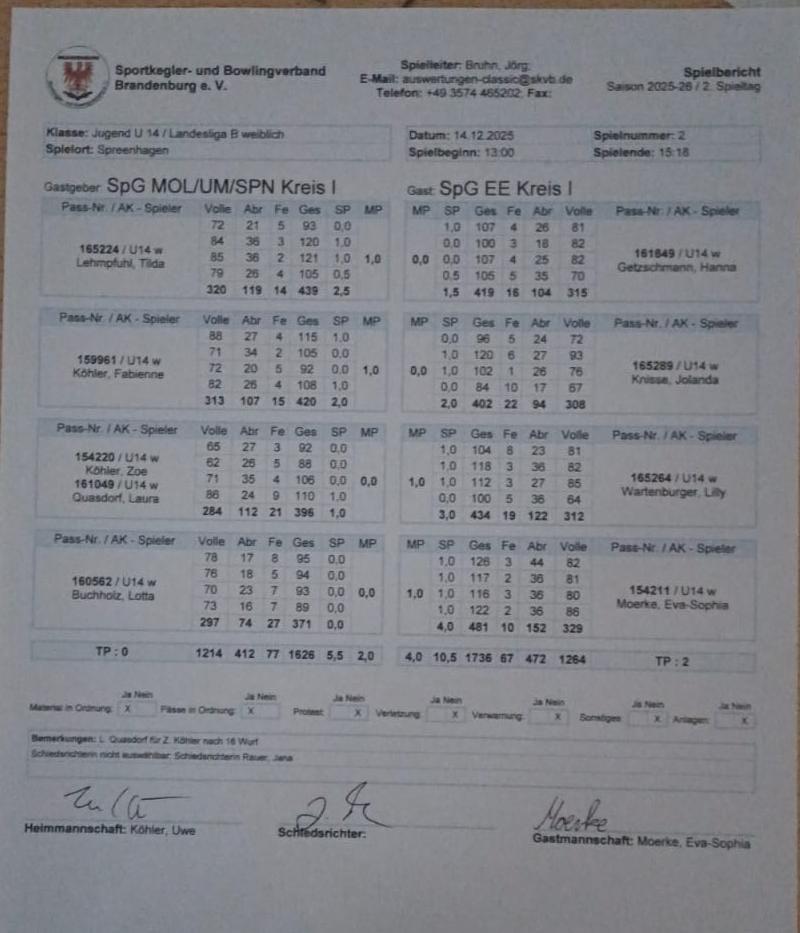 Sportkegler- und Bowlingverband
Brandenburg e. V.
Spielleiter: Bruhn, Jörg;
E-Mail: auswertungen-classic@skvb.de
Telefon: +49 3574 465202; Fax:
Spielbericht
Saison 2025-26 / 2. Spieltag
Klasse: Jugend U 14 / Landesliga B weiblich
Spielort: Spreenhagen
Datum: 14.12.2025 Spielnummer: 2
Spielbeginn: 13:00 Spielende: 15:18
Gastgeber: SpG MOL/UM/SPN Kreis I Gast: SpG EE Kreis I
Pass-Nr. / AK - Spieler Volle Abr Fe Ges SP MP MP SP Ges Fe Abr Volle Pass-Nr. / AK - Spieler
72 21 5 93 0,0 1,0 107 4 26 81
84 36 3 120 1,0 0,0 100 3 18 82
165224 / U14 w 85 36 2 121 1,0 1,0 0,0 0,0 107 4 25 82 161849 / U14 w
Lehmpfuhl, Tilda 79 26 4 105 0,5 0,5 105 5 35 70 Getzschmann, Hanna
320 119 14 439 2,5 1,5 419 16 104 315
Pass-Nr. / AK - Spieler Volle Abr Fe Ges SP MP MP SP Ges Fe Abr Volle Pass-Nr. / AK - Spieler
88 27 4 115 1,0 0,0 96 5 24 72
71 34 2 105 0,0 1,0 120 6 27 93
159961 / U14 w 72 20 5 92 0,0 1,0 0,0 1,0 102 1 26 76 165289 / U14 w
Köhler, Fabienne 82 26 4 108 1,0 0,0 84 10 17 67 Knisse, Jolanda
313 107 15 420 2,0 2,0 402 22 94 308
Pass-Nr. / AK - Spieler Volle Abr Fe Ges SP MP MP SP Ges Fe Abr Volle Pass-Nr. / AK - Spieler
65 27 3 92 0,0 1,0 104 8 23 81
154220 / U14 w 62 26 5 88 0,0 1,0 118 3 36 82
Köhler, Zoe 71 35 4 106 0,0 0,0 1,0 1,0 112 3 27 85 165264 / U14 w
161049 / U14 w 86 24 9 110 1,0 0,0 100 5 36 64 Wartenburger, Lilly
Quasdorf, Laura 284 112 21 396 1,0 3,0 434 19 122 312
Pass-Nr. / AK - Spieler Volle Abr Fe Ges SP MP MP SP Ges Fe Abr Volle Pass-Nr. / AK - Spieler
78 17 8 95 0,0 1,0 126 3 44 82
76 18 5 94 0,0 1,0 117 2 36 81
160562 / U14 w 70 23 7 93 0,0 0,0 1,0 1,0 116 3 36 80 154211 / U14 w
Buchholz, Lotta 73 16 7 89 0,0 1,0 122 2 36 86 Moerke, Eva-Sophia
297 74 27 371 0,0 4,0 481 10 152 329
TP : 0 1214 412 77 1626 5,5 2,0 4,0 10,5 1736 67 472 1264 TP : 2
Ja Nein Ja Nein Ja Nein Ja Nein Ja Nein Ja Nein Ja Nein
Material in Ordnung: X Pässe in Ordnung: X Protest: X Verletzung: X Verwarnung: X Sonstiges X Anlagen: X
Bemerkungen: L. Quasdorf für Z. Köhler nach 16 Wurf
Schiedsrichterin nicht auswählbar: Schiedsrichterin Rauer, Jana
Moerke
Heimmannschaft: Köhler, Uwe Schiedsrichter: Gastmannschaft: Moerke, Eva-Sophia